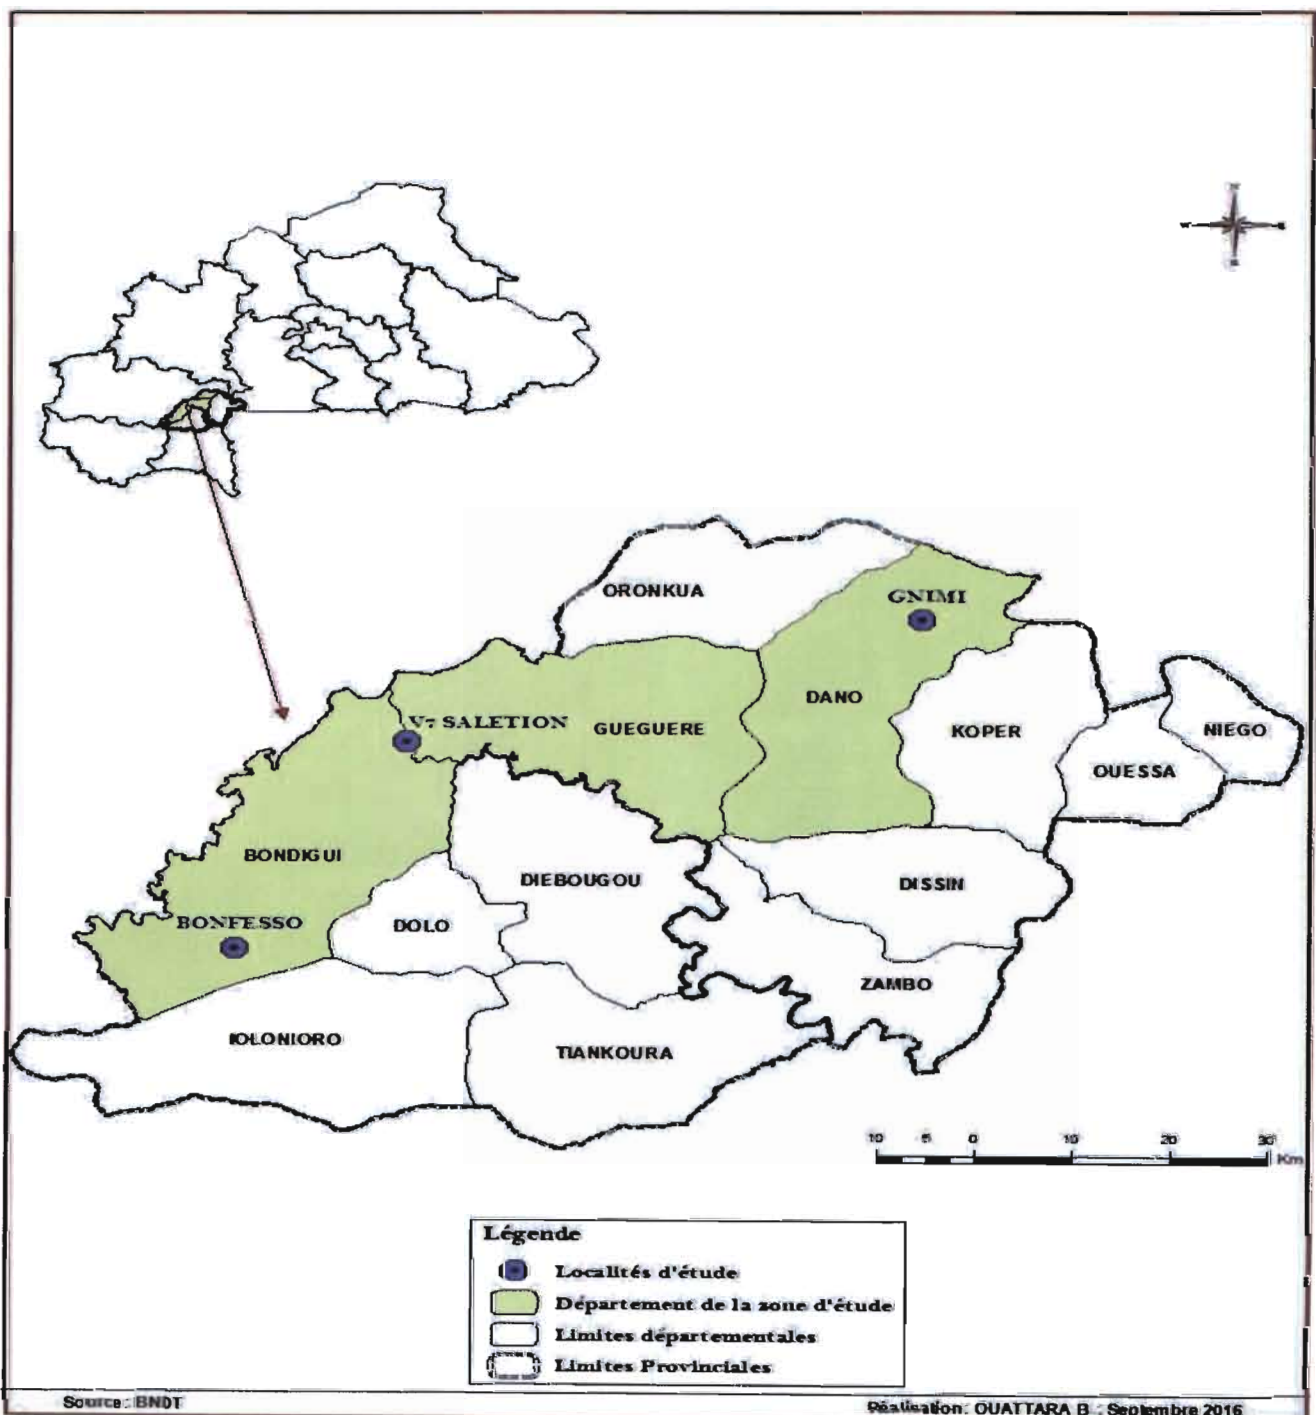 ORONKUA
GNIMI
DANO
V7 SALETION
GUEGUERE
KOPER
NIEGO
OUESSA
BONDIGUI
DIEBOUGOU
DISSIN
BONFESSO
DOLO
ZAMBO
IOLONIORO
TIANKOURA
10 5 0 10 20 30
Km
Légende
Localités d'étude
Département de la zone d'étude
Limites départementales
Limites Provinciales
Source: BNDT
Réalisation: OUATTARA B.: Septembre 2016